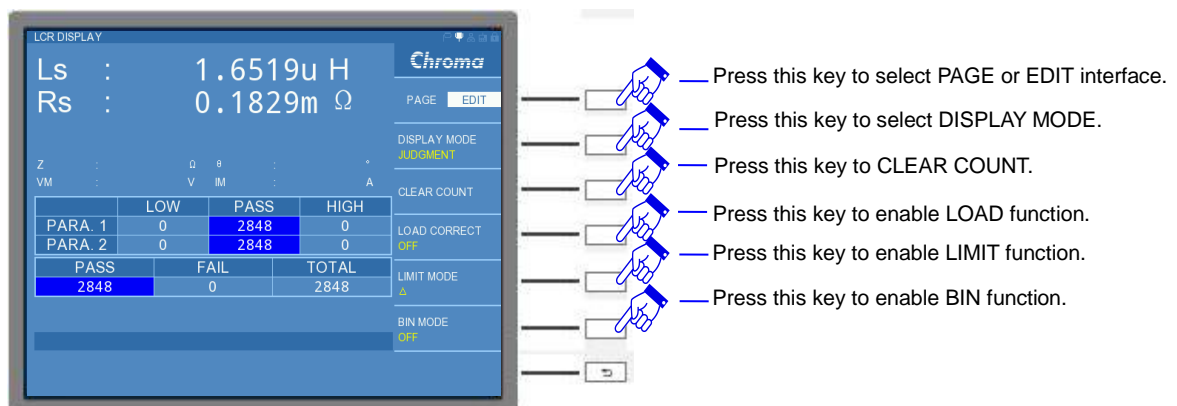 LCR DISPLAY
Chroma
Ls : 1.6519u H
Rs : 0.1829m Ω
Z : Ω θ : °
VM : V IM : A
LOW PASS HIGH
PARA. 1 0 2848 0
PARA. 2 0 2848 0
PASS FAIL TOTAL
2848 0 2848
PAGE EDIT
DISPLAY MODE
JUDGMENT
CLEAR COUNT
LOAD CORRECT
OFF
LIMIT MODE
Δ
BIN MODE
OFF
Press this key to select PAGE or EDIT interface.
Press this key to select DISPLAY MODE.
Press this key to CLEAR COUNT.
Press this key to enable LOAD function.
Press this key to enable LIMIT function.
Press this key to enable BIN function.